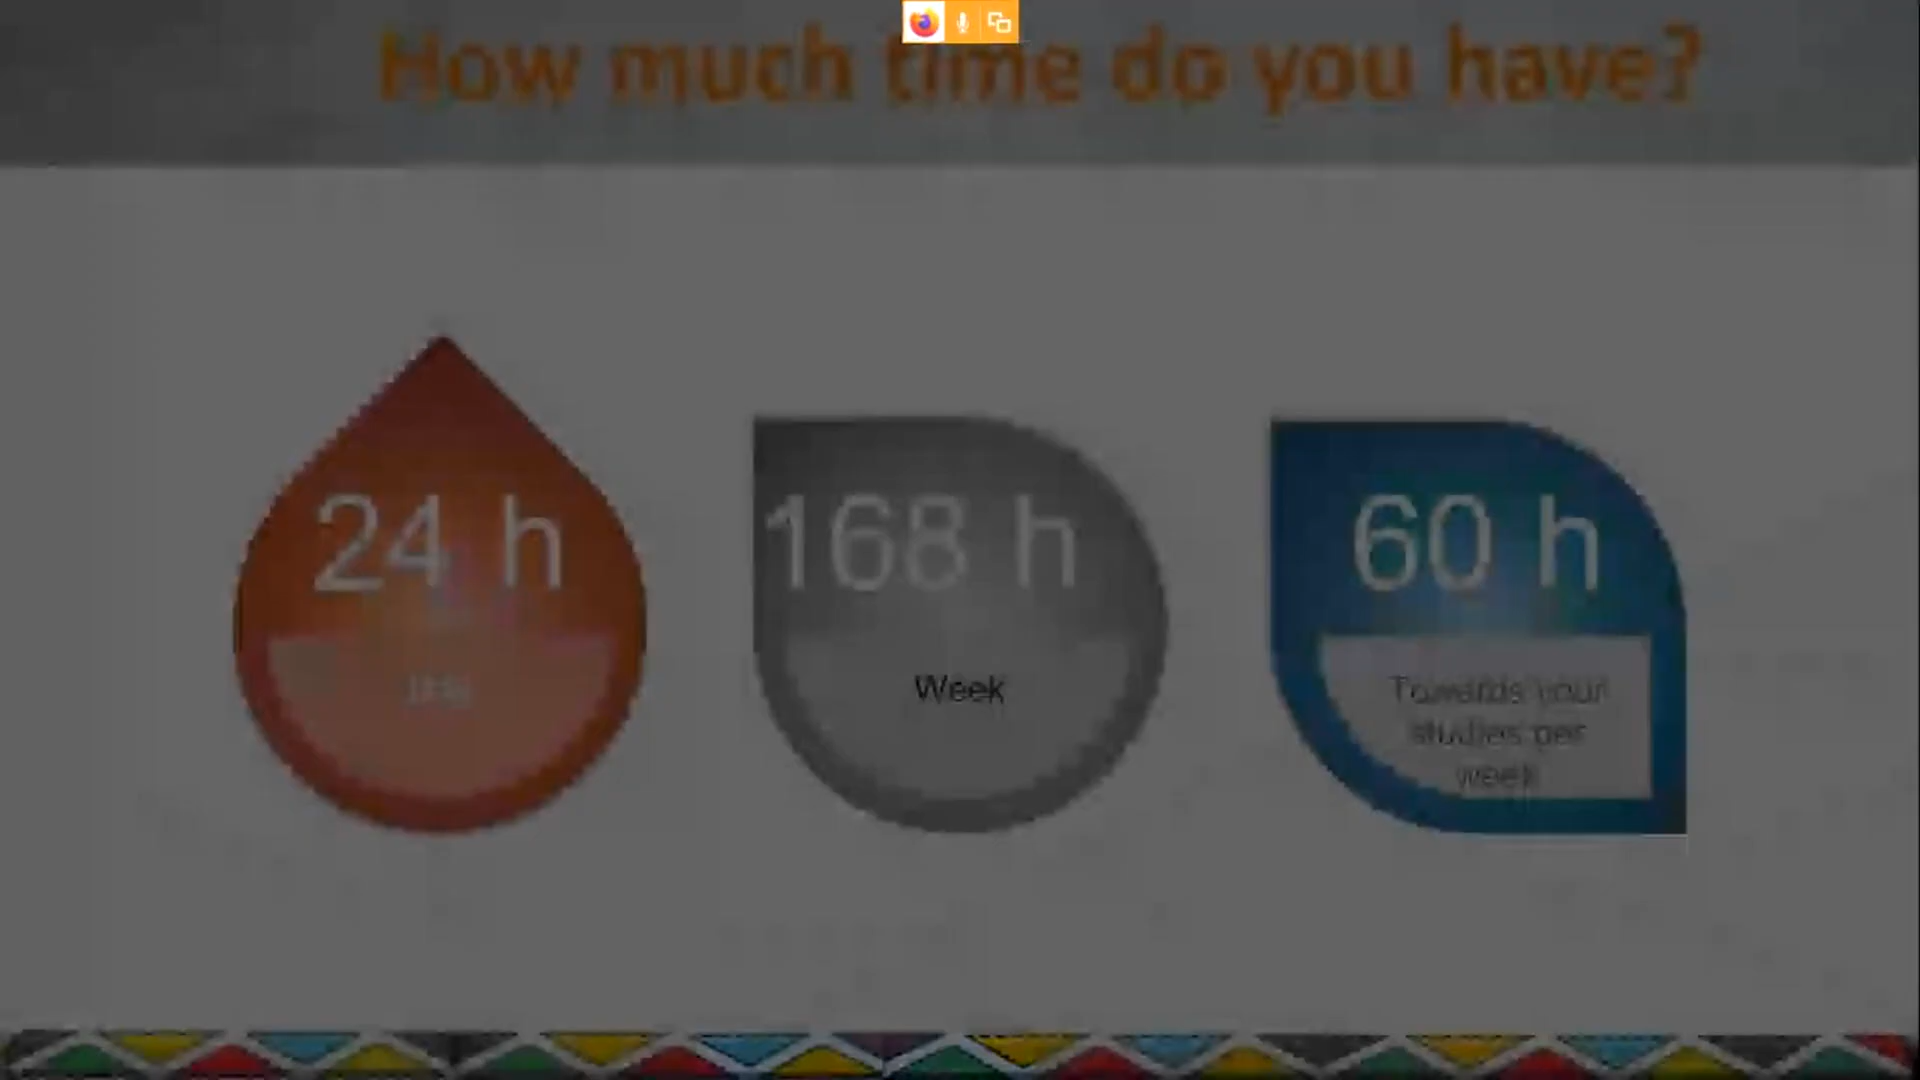 How much time do you have?
24 h
168 h
60 h
Week
Towards your
studies per
week